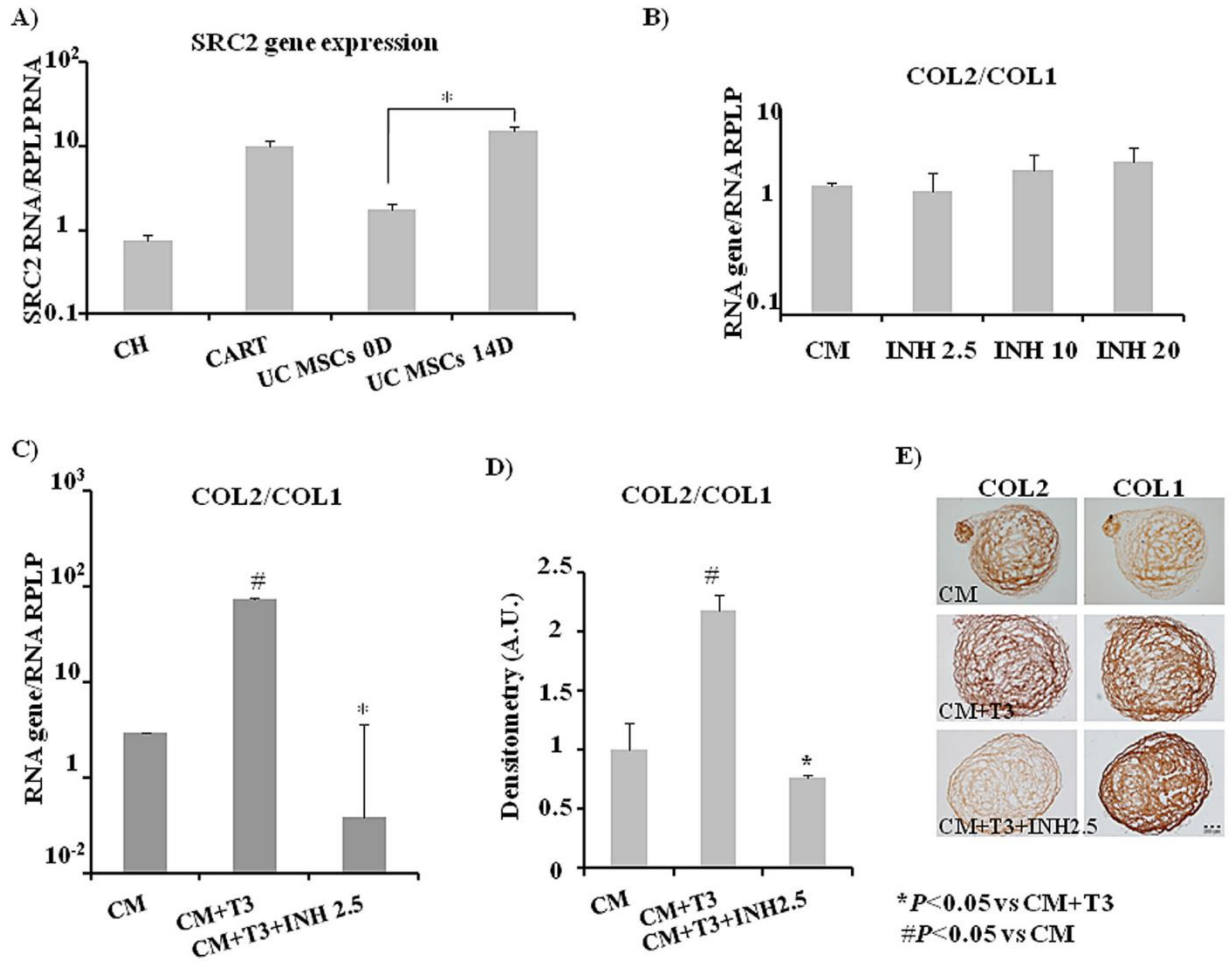 A)
SRC2 gene expression
SRC2 RNA/RPLPRNA
10²
10
1
0.1
*
CH
CART
UC MSCs 0D
UC MSCs 14D
B)
COL2/COL1
RNA gene/RNA RPLP
10
1
0.1
CM
INH 2.5
INH 10
INH 20
C)
COL2/COL1
RNA gene/RNA RPLP
10³
10²
10
1
10⁻²
#
*
CM
CM+T3
CM+T3+INH 2.5
D)
COL2/COL1
Densitometry (A.U.)
2.5
2
1
0.5
0
#
*
CM
CM+T3
CM+T3+INH2.5
E)
COL2 COL1
CM
CM+T3
CM+T3+INH2.5
*P<0.05 vs CM+T3
#P<0.05 vs CM